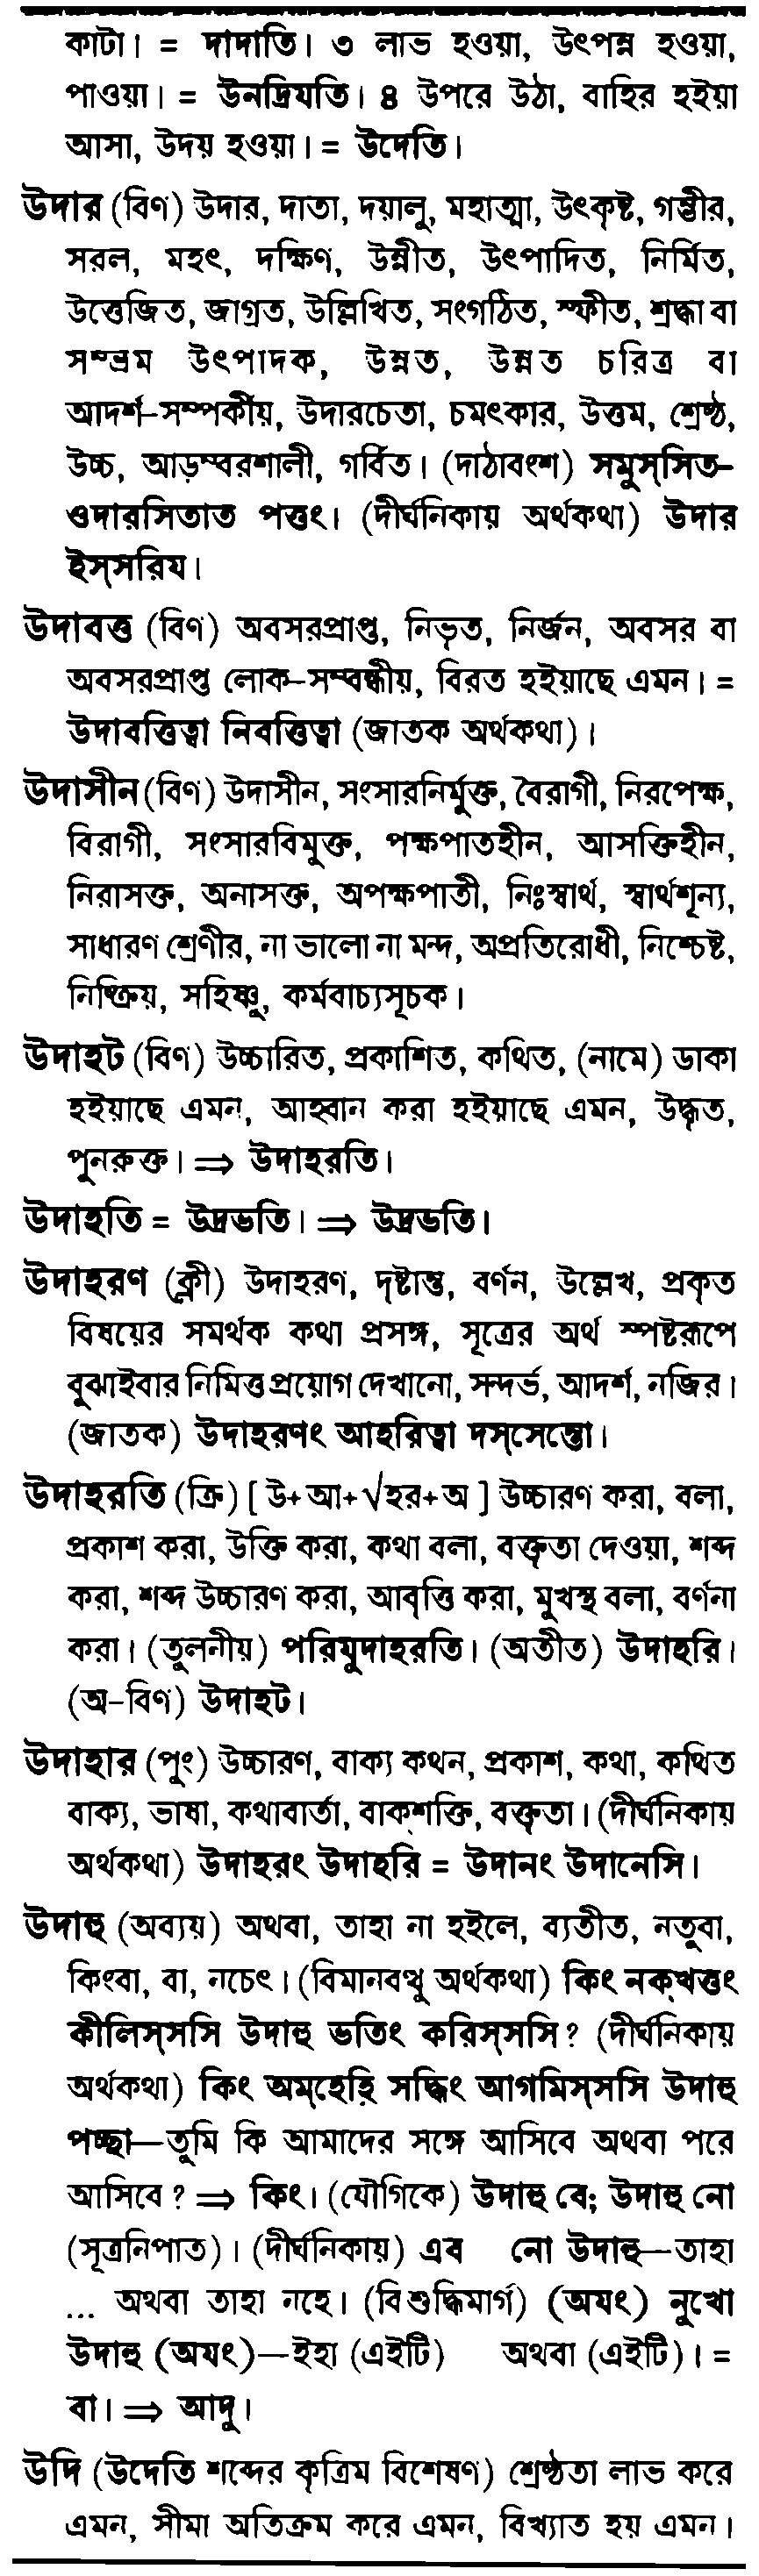 কাটা। = দাদাতি। ৩ লাভ হওয়া, উৎপন্ন হওয়া,
পাওয়া। = উনদ্রিযতি। ৪ উপরে উঠা, বাহির হইয়া
আসা, উদয় হওয়া। = উদেতি।
উদার (বিণ) উদার, দাতা, দয়ালু, মহাত্মা, উৎকৃষ্ট, গম্ভীর,
সরল, মহৎ, দক্ষিণ, উন্নীত, উৎপাদিত, নির্মিত,
উত্তেজিত, জাগ্রত, উল্লিখিত, সংগঠিত, স্ফীত, শ্রদ্ধা বা
সম্ভ্রম উৎপাদক, উন্নত, উন্নত চরিত্র বা
আদর্শ-সম্পর্কীয়, উদারচেতা, চমৎকার, উত্তম, শ্রেষ্ঠ,
উচ্চ, আড়ম্বরশালী, গর্বিত। (দাঠাবংশ) সমুস্সিত-
ওদারসিতাত পত্তং। (দীর্ঘনিকায় অর্থকথা) উদার
ইস্সরিয।
উদাবত্ত (বিণ) অবসরপ্রাপ্ত, নিভৃত, নির্জন, অবসর বা
অবসরপ্রাপ্ত লোক-সম্বন্ধীয়, বিরত হইয়াছে এমন। =
উদাবত্তিত্বা নিবত্তিত্বা (জাতক অর্থকথা)।
উদাসীন (বিণ) উদাসীন, সংসারনির্মুক্ত, বৈরাগী, নিরপেক্ষ,
বিরাগী, সংসারবিমুক্ত, পক্ষপাতহীন, আসক্তিহীন,
নিরাসক্ত, অনাসক্ত, অপক্ষপাতী, নিঃস্বার্থ, স্বার্থশূন্য,
সাধারণ শ্রেণীর, না ভালো না মন্দ, অপ্রতিরোধী, নিশ্চেষ্ট,
নিষ্ক্রিয়, সহিষ্ণু, কর্মবাচ্যসূচক।
উদাহট (বিণ) উচ্চারিত, প্রকাশিত, কথিত, (নামে) ডাকা
হইয়াছে এমন, আহ্বান করা হইয়াছে এমন, উদ্ধৃত,
পুনরুক্ত। ⇒ উদাহরতি।
উদাহতি = উদ্রভতি। ⇒ উদ্রভতি।
উদাহরণ (ক্লী) উদাহরণ, দৃষ্টান্ত, বর্ণন, উল্লেখ, প্রকৃত
বিষয়ের সমর্থক কথা প্রসঙ্গ, সূত্রের অর্থ স্পষ্টরূপে
বুঝাইবার নিমিত্ত প্রয়োগ দেখানো, সন্দর্ভ, আদর্শ, নজির।
(জাতক) উদাহরণং আহরিত্বা দস্সেন্তো।
উদাহরতি (ক্রি) [ উ+আ+√হর+অ ] উচ্চারণ করা, বলা,
প্রকাশ করা, উক্তি করা, কথা বলা, বক্তৃতা দেওয়া, শব্দ
করা, শব্দ উচ্চারণ করা, আবৃত্তি করা, মুখস্থ বলা, বর্ণনা
করা। (তুলনীয়) পরিমুদাহরতি। (অতীত) উদাহরি।
(অ-বিণ) উদাহট।
উদাহার (পুং) উচ্চারণ, বাক্য কথন, প্রকাশ, কথা, কথিত
বাক্য, ভাষা, কথাবার্তা, বাকশক্তি, বক্তৃতা। (দীর্ঘনিকায়
অর্থকথা) উদাহরং উদাহরি = উদানং উদানেসি।
উদাহু (অব্যয়) অথবা, তাহা না হইলে, ব্যতীত, নতুবা,
কিংবা, বা, নচেৎ। (বিমানবত্থু অর্থকথা) কিং নক্খত্তং
কীলিস্সসি উদাহু ভতিং করিস্সসি? (দীর্ঘনিকায়
অর্থকথা) কিং অম্হেহি সদ্ধিং আগমিস্সসি উদাহু
পচ্ছা—তুমি কি আমাদের সঙ্গে আসিবে অথবা পরে
আসিবে? ⇒ কিং। (যৌগিকে) উদাহু বে; উদাহু নো
(সূত্রনিপাত)। (দীর্ঘনিকায়) এব নো উদাহু—তাহা
... অথবা তাহা নহে। (বিশুদ্ধিমার্গ) (অযং) নুখো
উদাহু (অযং)—ইহা (এইটি) অথবা (এইটি)। =
বা। ⇒ আদু।
উদি (উদেতি শব্দের কৃত্রিম বিশেষণ) শ্রেষ্ঠতা লাভ করে
এমন, সীমা অতিক্রম করে এমন, বিখ্যাত হয় এমন।